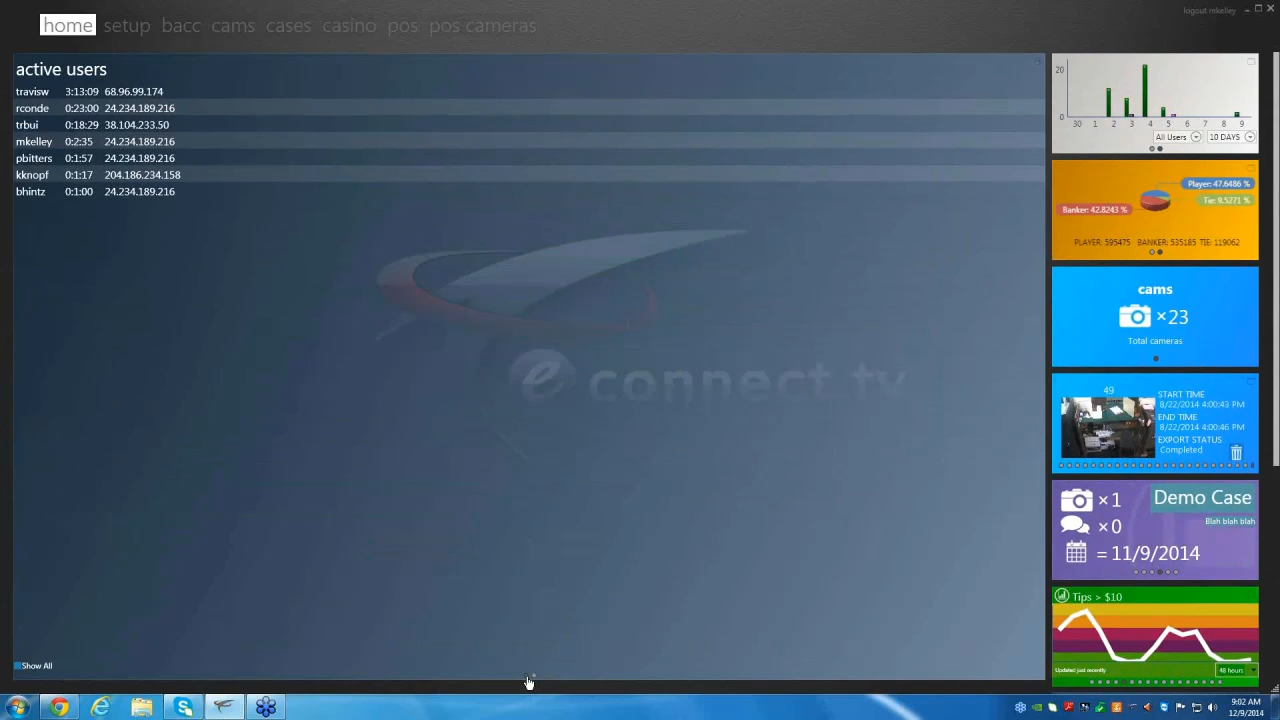 home setup bacc cams cases casino pos pos cameras
logout mkelley
active users
travisw 3:13:09 68.96.99.174
rconde 0:23:00 24.234.189.216
trbui 0:18:29 38.104.233.50
mkelley 0:2:35 24.234.189.216
pbitters 0:1:57 24.234.189.216
kknopf 0:1:17 204.186.234.158
bhintz 0:1:00 24.234.189.216
e connect tv
Show All
20
0
30 1 2 3 4 5 6 7 8 9
All Users 10 DAYS
Player: 47.6486 %
Tie: 9.5271 %
Banker: 42.8243 %
PLAYER: 595475 BANKER: 535185 TIE: 119062
cams
×23
Total cameras
49
START TIME
8/22/2014 4:00:43 PM
END TIME
8/22/2014 4:00:46 PM
EXPORT STATUS
Completed
×1 Demo Case
×0 Blah blah blah
= 11/9/2014
Tips > $10
Updated just recently 48 hours
9:02 AM
12/9/2014